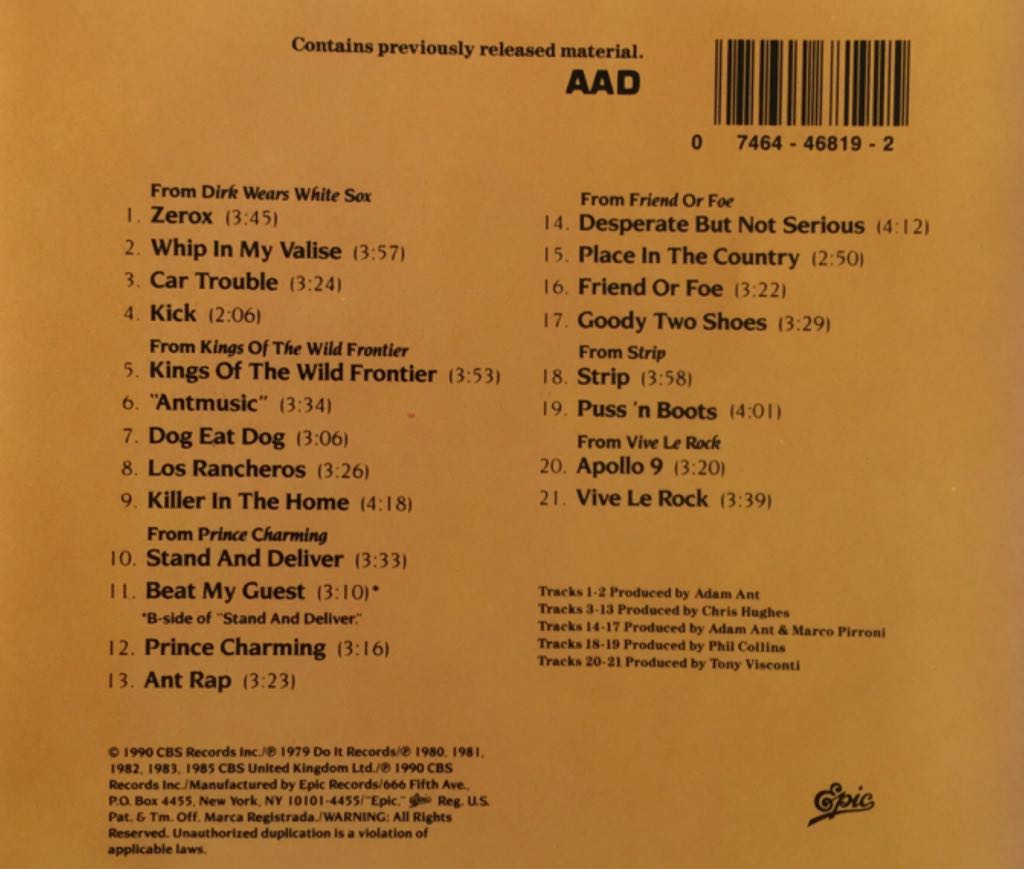 Contains previously released material.
AAD
0 7464 - 46819 - 2
From Dirk Wears White Sox
1. Zerox (3:45)
2. Whip In My Valise (3:57)
3. Car Trouble (3:24)
4. Kick (2:06)
From Kings Of The Wild Frontier
5. Kings Of The Wild Frontier (3:53)
6. "Antmusic" (3:34)
7. Dog Eat Dog (3:06)
8. Los Rancheros (3:26)
9. Killer In The Home (4:18)
From Prince Charming
10. Stand And Deliver (3:33)
11. Beat My Guest (3:10)*
*B-side of "Stand And Deliver."
12. Prince Charming (3:16)
13. Ant Rap (3:23)
From Friend Or Foe
14. Desperate But Not Serious (4:12)
15. Place In The Country (2:50)
16. Friend Or Foe (3:22)
17. Goody Two Shoes (3:29)
From Strip
18. Strip (3:58)
19. Puss 'n Boots (4:01)
From Vive Le Rock
20. Apollo 9 (3:20)
21. Vive Le Rock (3:39)
Tracks 1-2 Produced by Adam Ant
Tracks 3-13 Produced by Chris Hughes
Tracks 14-17 Produced by Adam Ant & Marco Pirroni
Tracks 18-19 Produced by Phil Collins
Tracks 20-21 Produced by Tony Visconti
© 1990 CBS Records Inc./℗ 1979 Do It Records/℗ 1980, 1981,
1982, 1983, 1985 CBS United Kingdom Ltd./℗ 1990 CBS
Records Inc./Manufactured by Epic Records/666 Fifth Ave.,
P.O. Box 4455, New York, NY 10101-4455/"Epic," Epic Reg. U.S.
Pat. & Tm. Off. Marca Registrada./WARNING: All Rights
Reserved. Unauthorized duplication is a violation of
applicable laws.
Epic